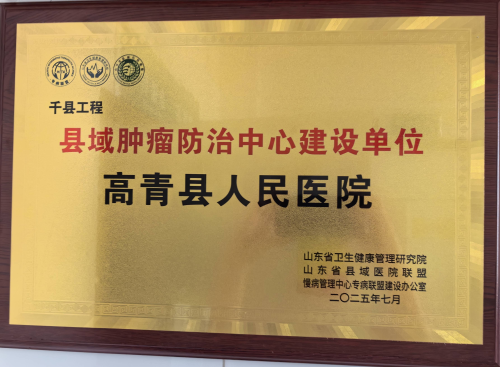 千县工程
县域肿瘤防治中心建设单位
高青县人民医院
山东省卫生健康管理研究院
山东省县域医院联盟
慢病管理中心专病联盟建设办公室
二〇二五年七月